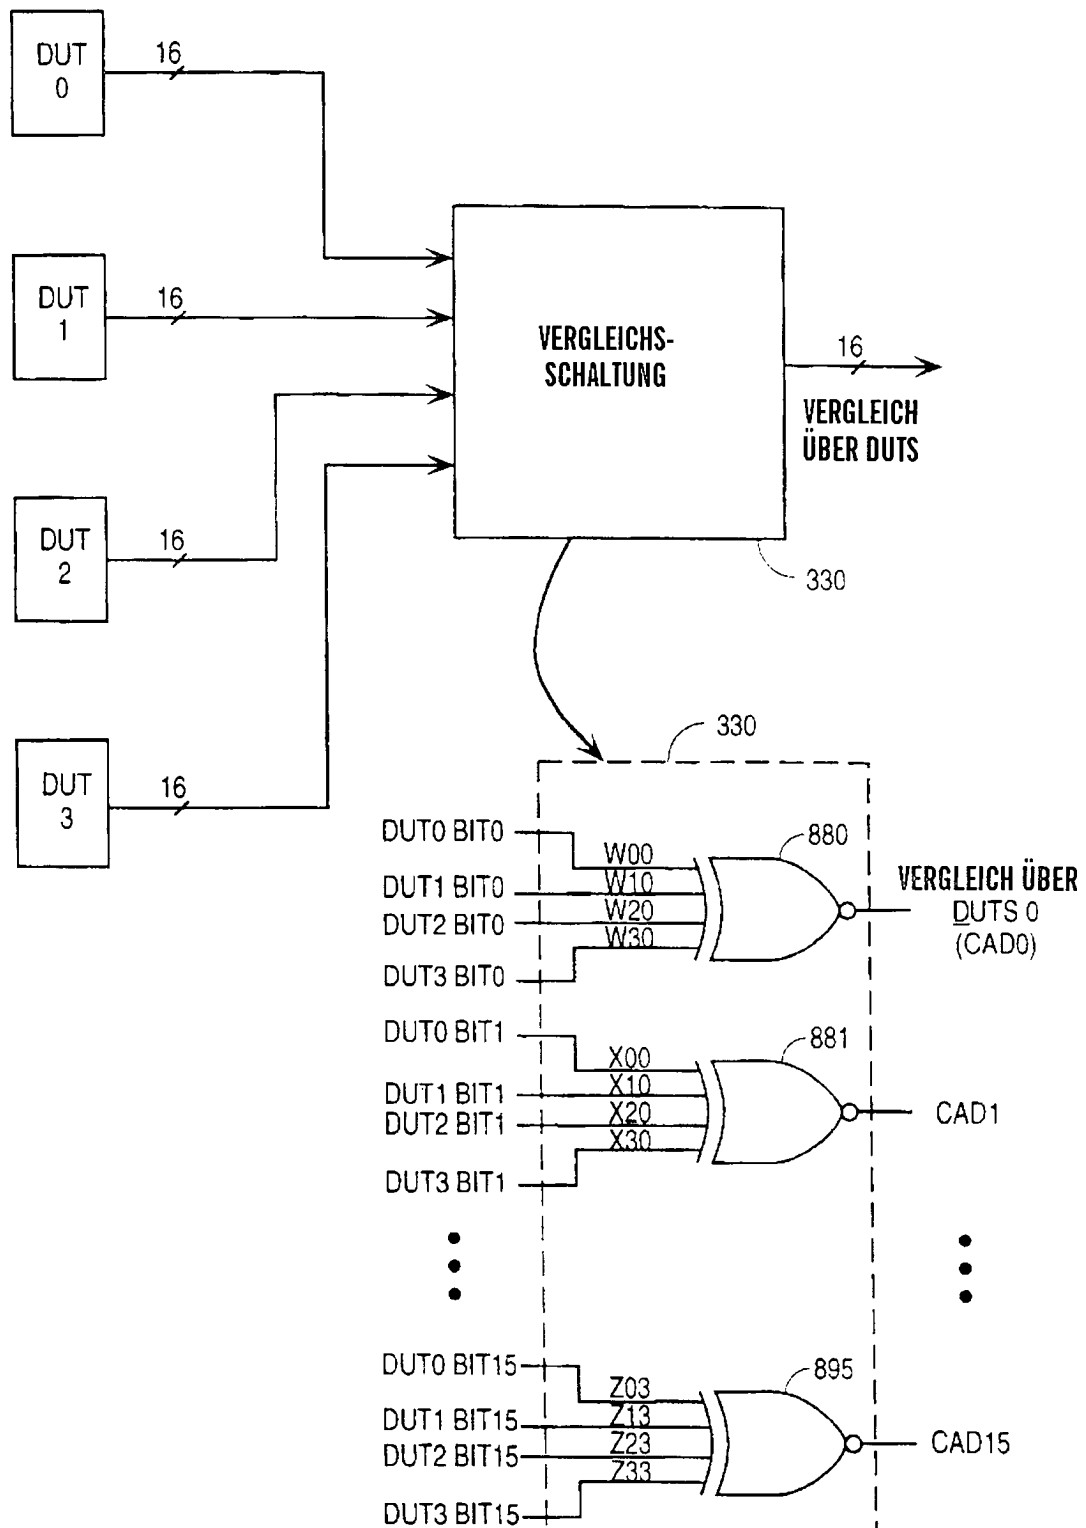 DUT
0
16
DUT
1
16
DUT
2
16
DUT
3
16
VERGLEICHS-
SCHALTUNG
16
VERGLEICH
ÜBER DUTS
330
330
DUT0 BIT0
DUT1 BIT0
DUT2 BIT0
DUT3 BIT0
W00
W10
W20
W30
880
VERGLEICH ÜBER
DUTS 0
(CAD0)
DUT0 BIT1
DUT1 BIT1
DUT2 BIT1
DUT3 BIT1
X00
X10
X20
X30
881
CAD1
DUT0 BIT15
DUT1 BIT15
DUT2 BIT15
DUT3 BIT15
Z03
Z13
Z23
Z33
895
CAD15